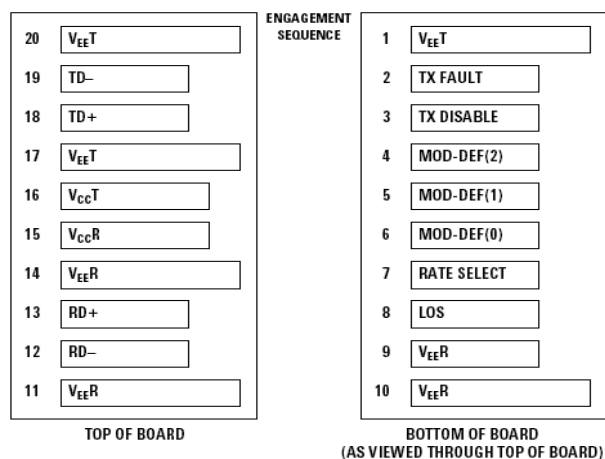 ENGAGEMENT
SEQUENCE
20 VEET
19 TD–
18 TD+
17 VEET
16 VCCT
15 VCCR
14 VEER
13 RD+
12 RD–
11 VEER
TOP OF BOARD
1 VEET
2 TX FAULT
3 TX DISABLE
4 MOD-DEF(2)
5 MOD-DEF(1)
6 MOD-DEF(0)
7 RATE SELECT
8 LOS
9 VEER
10 VEER
BOTTOM OF BOARD
(AS VIEWED THROUGH TOP OF BOARD)